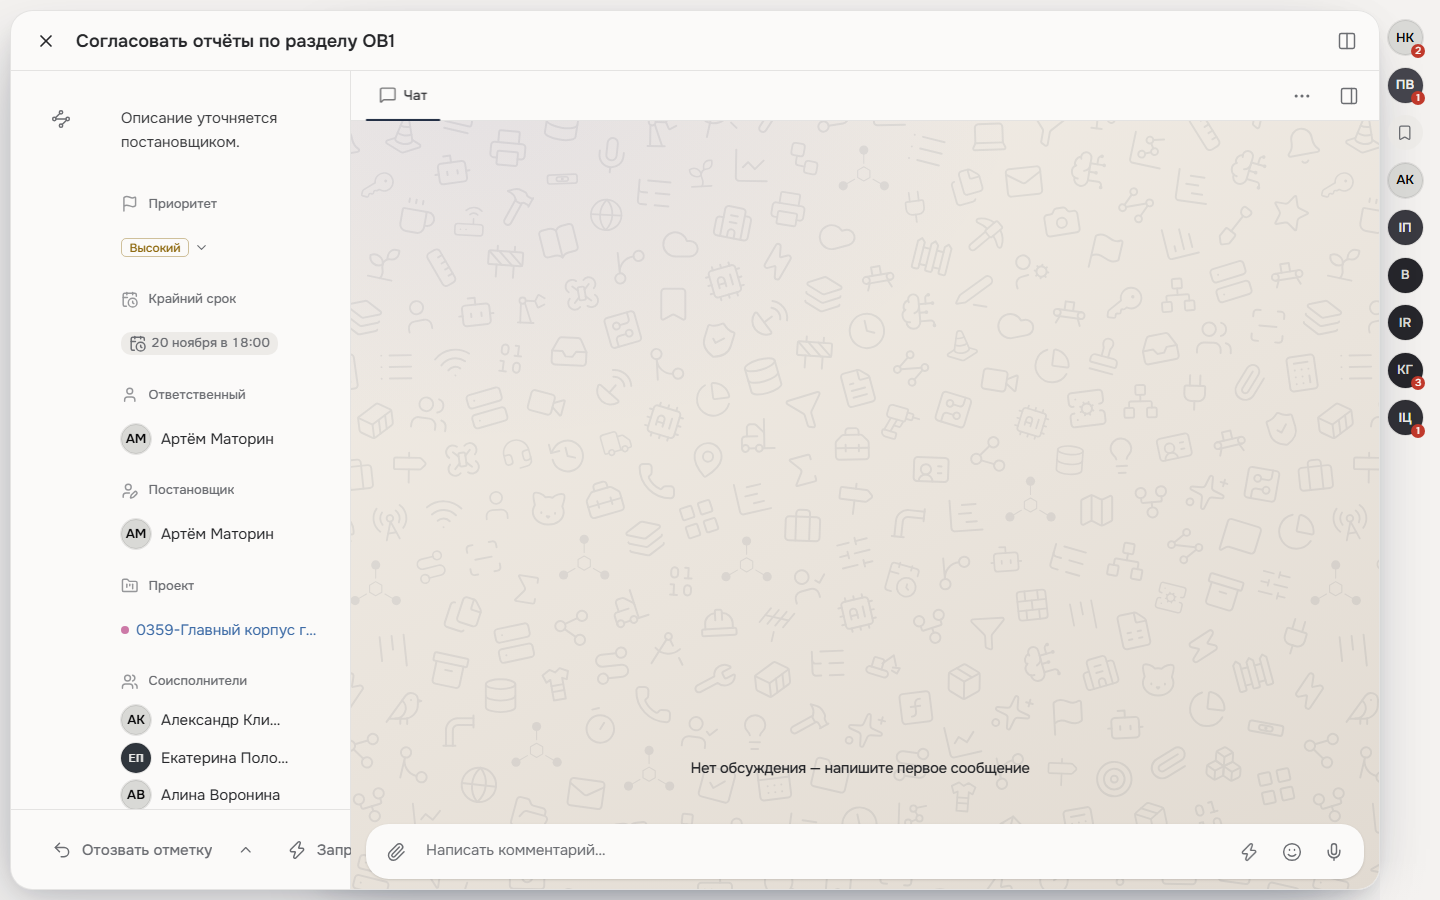 Согласовать отчёты по разделу ОВ1
Описание уточняется
постановщиком.
Приоритет
Высокий
Крайний срок
20 ноября в 18:00
Ответственный
АМ Артём Маторин
Постановщик
АМ Артём Маторин
Проект
0359-Главный корпус г...
Соисполнители
АК Александр Кли...
ЕП Екатерина Поло...
АВ Алина Воронина
Отозвать отметку
Запр
Чат
Нет обсуждения — напишите первое сообщение
Написать комментарий...
НК
2
ПВ
1
АК
ІП
В
IR
КГ
3
ІЦ
1